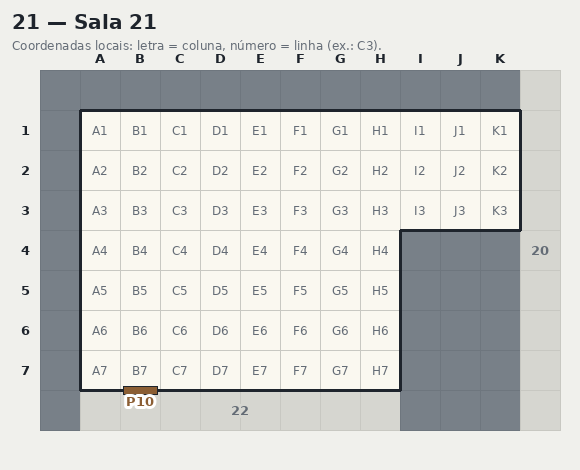 21 — Sala 21
Coordenadas locais: letra = coluna, número = linha (ex.: C3).
A B C D E F G H I J K
1 A1 B1 C1 D1 E1 F1 G1 H1 I1 J1 K1
2 A2 B2 C2 D2 E2 F2 G2 H2 I2 J2 K2
3 A3 B3 C3 D3 E3 F3 G3 H3 I3 J3 K3
4 A4 B4 C4 D4 E4 F4 G4 H4 20
5 A5 B5 C5 D5 E5 F5 G5 H5
6 A6 B6 C6 D6 E6 F6 G6 H6
7 A7 B7 C7 D7 E7 F7 G7 H7
P10
22